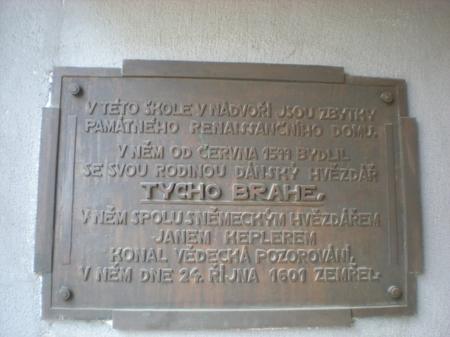 V TÉTO ŠKOLE V NÁDVOŘÍ JSOU ZBYTKY
PAMÁTNÉHO RENAISSANČNÍHO DOMU.
V NĚM OD ČERVNA 1599 BYDLIL
SE SVOU RODINOU DÁNSKÝ HVĚZDÁŘ
TYCHO BRAHE.
V NĚM SPOLU S NĚMECKÝM HVĚZDÁŘEM
JANEM KEPLEREM
KONAL VĚDECKÁ POZOROVÁNÍ.
V NĚM DNE 24. ŘÍJNA 1601 ZEMŘEL.